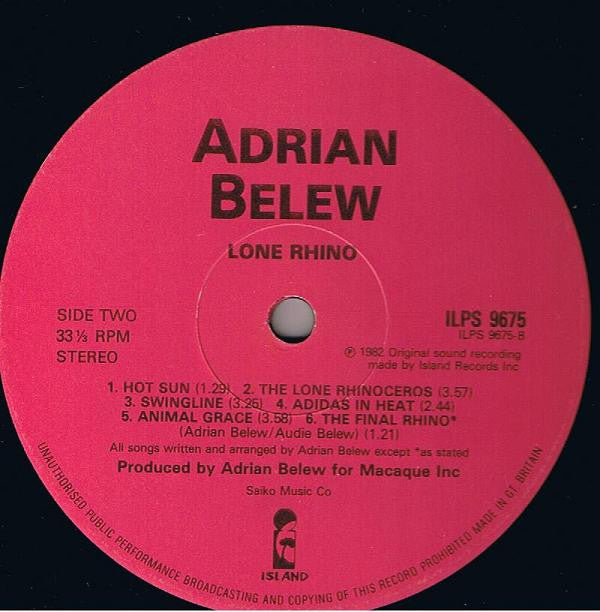 ADRIAN
BELEW
LONE RHINO
SIDE TWO
33⅓ RPM
STEREO
ILPS 9675
ILPS 9675-B
℗ 1982 Original sound recording
made by Island Records Inc
1. HOT SUN (1.29) 2. THE LONE RHINOCEROS (3.57)
3. SWINGLINE (3.25) 4. ADIDAS IN HEAT (2.44)
5. ANIMAL GRACE (3.58) 6. THE FINAL RHINO*
(Adrian Belew/Audie Belew) (1.21)
All songs written and arranged by Adrian Belew except *as stated
Produced by Adrian Belew for Macaque Inc
Saiko Music Co
ISLAND
UNAUTHORISED PUBLIC PERFORMANCE BROADCASTING AND COPYING OF THIS RECORD PROHIBITED MADE IN GT. BRITAIN